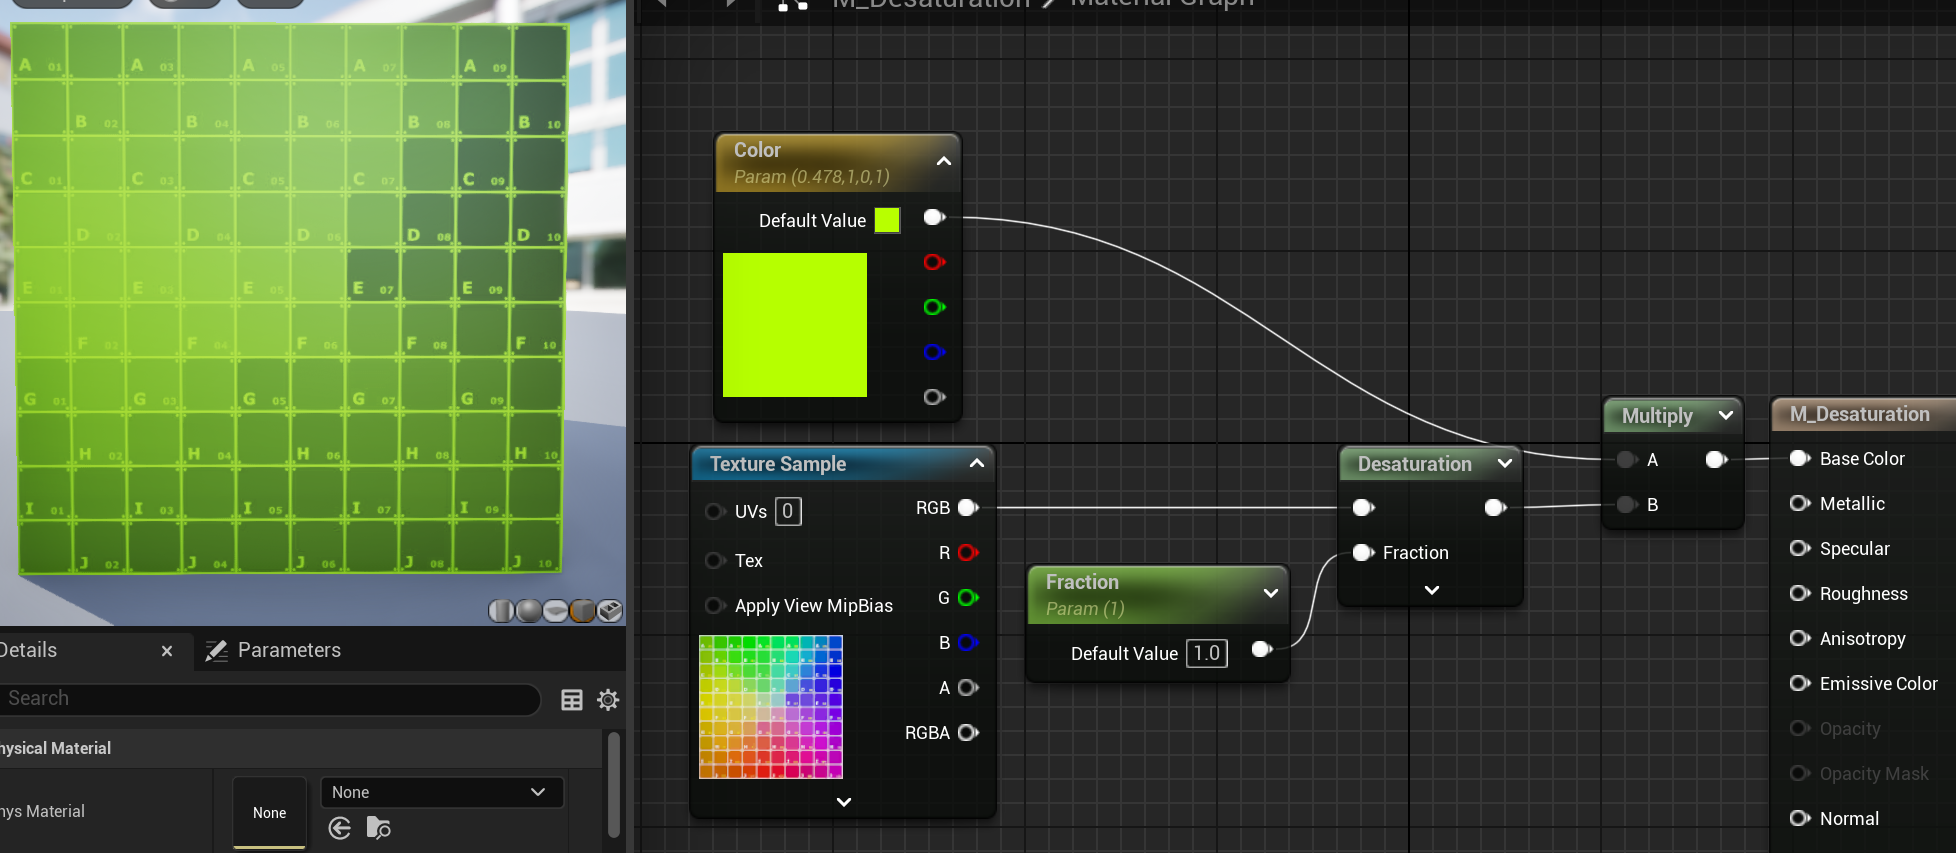 M_Desaturation
Material Graph
A 01 A 03 A 05 A 07 A 09
B 02 B 04 B 06 B 08 B 10
C 01 C 03 C 05 C 07 C 09
D 02 D 04 D 06 D 08 D 10
E 01 E 03 E 05 E 07 E 09
F 02 F 04 F 06 F 08 F 10
G 01 G 03 G 05 G 07 G 09
H 02 H 04 H 06 H 08 H 10
I 01 I 03 I 05 I 07 I 09
J 02 J 04 J 06 J 08 J 10
Details
Parameters
Search
hysical Material
hys Material
None
None
Color
Param (0.478,1,0,1)
Default Value
Texture Sample
UVs 0
RGB
R
Tex
G
Apply View MipBias
B
A
RGBA
Fraction
Param (1)
Default Value 1.0
Desaturation
Fraction
Multiply
A
B
M_Desaturation
Base Color
Metallic
Specular
Roughness
Anisotropy
Emissive Color
Opacity
Opacity Mask
Normal